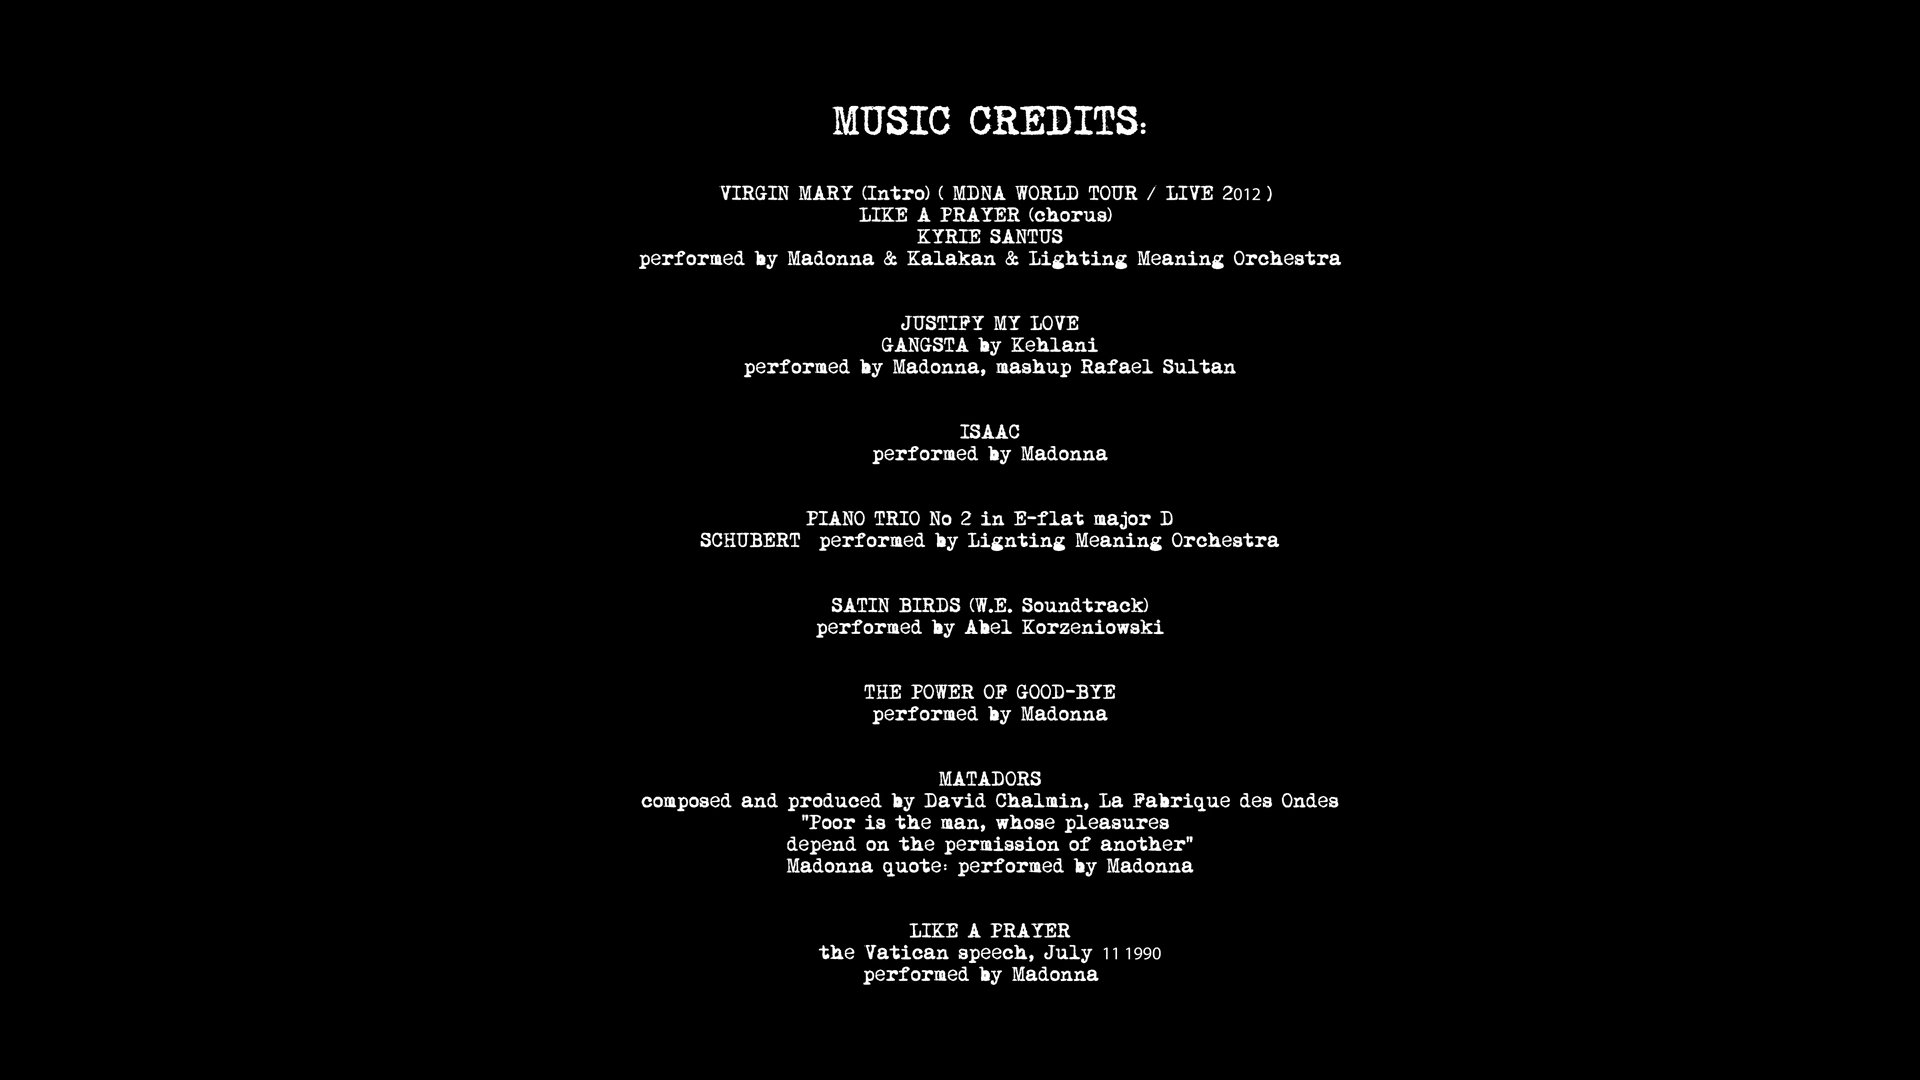 MUSIC CREDITS:
VIRGIN MARY (Intro) ( MDNA WORLD TOUR / LIVE 2012 )
LIKE A PRAYER (chorus)
KYRIE SANTUS
performed by Madonna & Kalakan & Lighting Meaning Orchestra
JUSTIFY MY LOVE
GANGSTA by Kehlani
performed by Madonna, mashup Rafael Sultan
ISAAC
performed by Madonna
PIANO TRIO No 2 in E-flat major D
SCHUBERT performed by Lignting Meaning Orchestra
SATIN BIRDS (W.E. Soundtrack)
performed by Abel Korzeniowski
THE POWER OF GOOD-BYE
performed by Madonna
MATADORS
composed and produced by David Chalmin, La Fabrique des Ondes
"Poor is the man, whose pleasures
depend on the permission of another"
Madonna quote: performed by Madonna
LIKE A PRAYER
the Vatican speech, July 11 1990
performed by Madonna